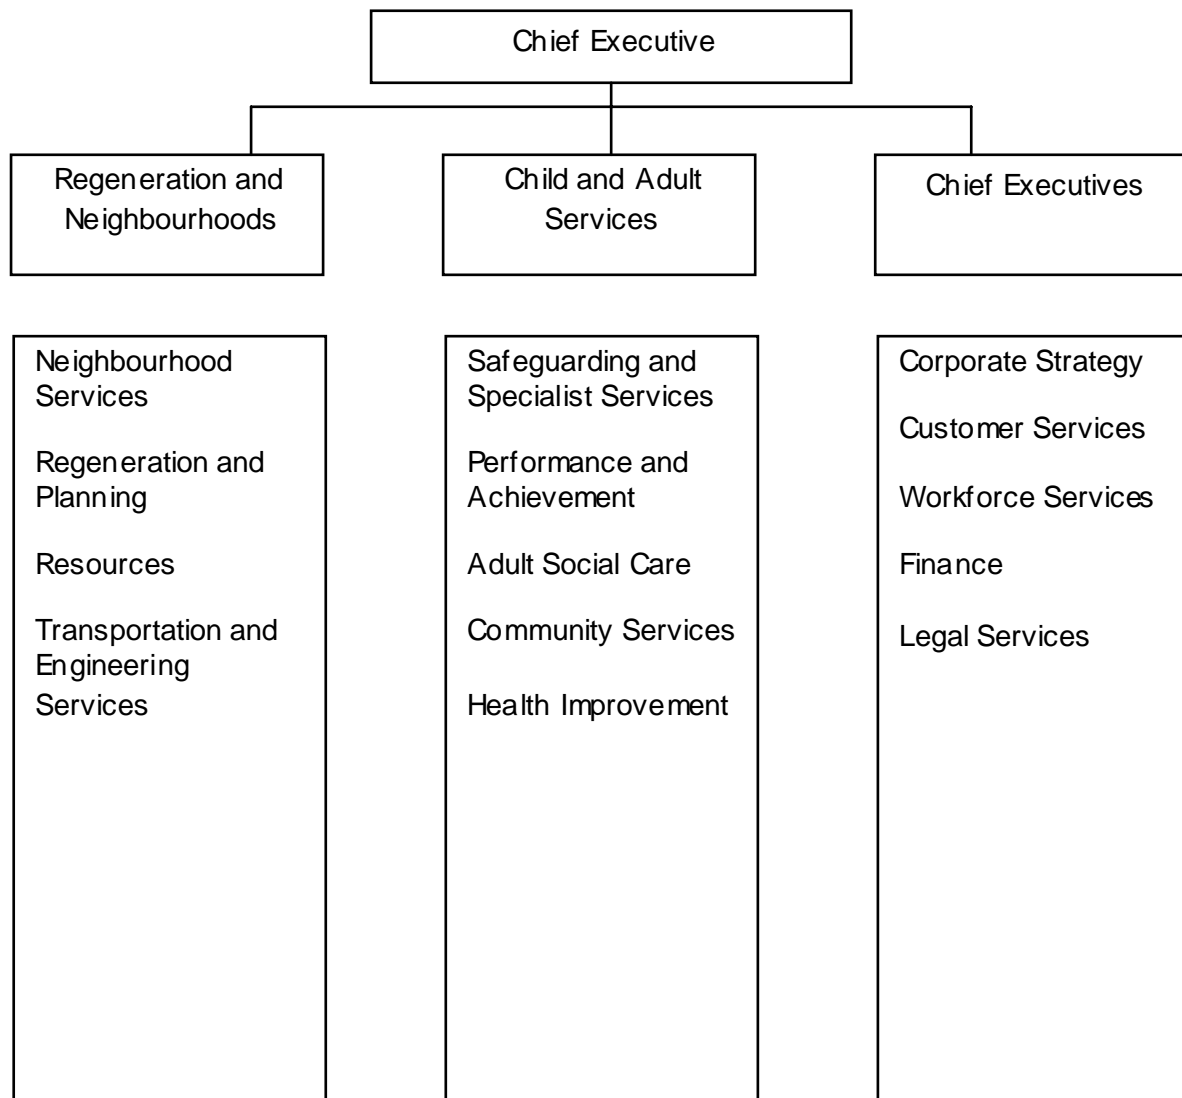 Chief Executive
Regeneration and
Neighbourhoods
Child and Adult
Services
Chief Executives
Neighbourhood
Services
Regeneration and
Planning
Resources
Transportation and
Engineering
Services
Safeguarding and
Specialist Services
Performance and
Achievement
Adult Social Care
Community Services
Health Improvement
Corporate Strategy
Customer Services
Workforce Services
Finance
Legal Services